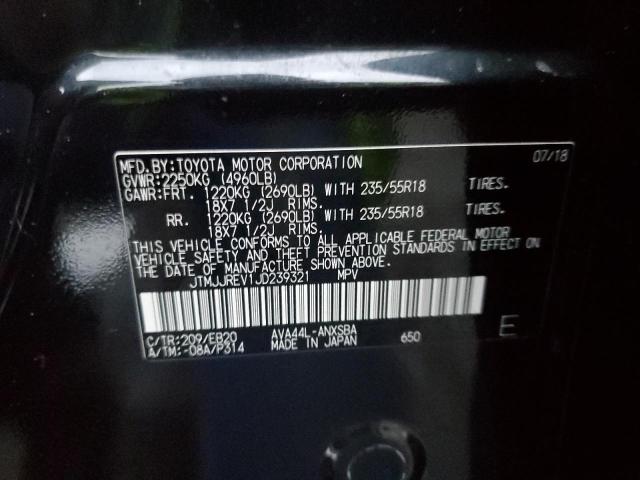 MFD.BY:TOYOTA MOTOR CORPORATION 07/18
GVWR:2250KG (4960LB)
GAWR:FRT. 1220KG (2690LB) WITH 235/55R18 TIRES.
18X7 1/2J RIMS.
RR. 1220KG (2690LB) WITH 235/55R18 TIRES.
18X7 1/2J RIMS.
THIS VEHICLE CONFORMS TO ALL APPLICABLE FEDERAL MOTOR
VEHICLE SAFETY AND THEFT PREVENTION STANDARDS IN EFFECT ON
THE DATE OF MANUFACTURE SHOWN ABOVE.
JTMJJREV1JD239321 MPV
C/TR:209/EB20 AVA44L-ANXSBA 650 E
A/TM:-08A/P314 MADE IN JAPAN